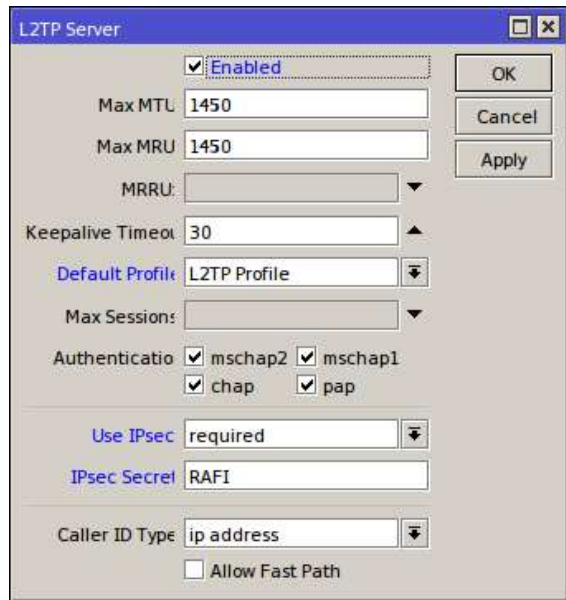 L2TP Server
Enabled
OK
Max MTU 1450
Cancel
Max MRU 1450
Apply
MRRU:
Keepalive Timeou 30
Default Profile L2TP Profile
Max Sessions
Authenticatio mschap2 mschap1
chap pap
Use IPsec required
IPsec Secret RAFI
Caller ID Type ip address
Allow Fast Path